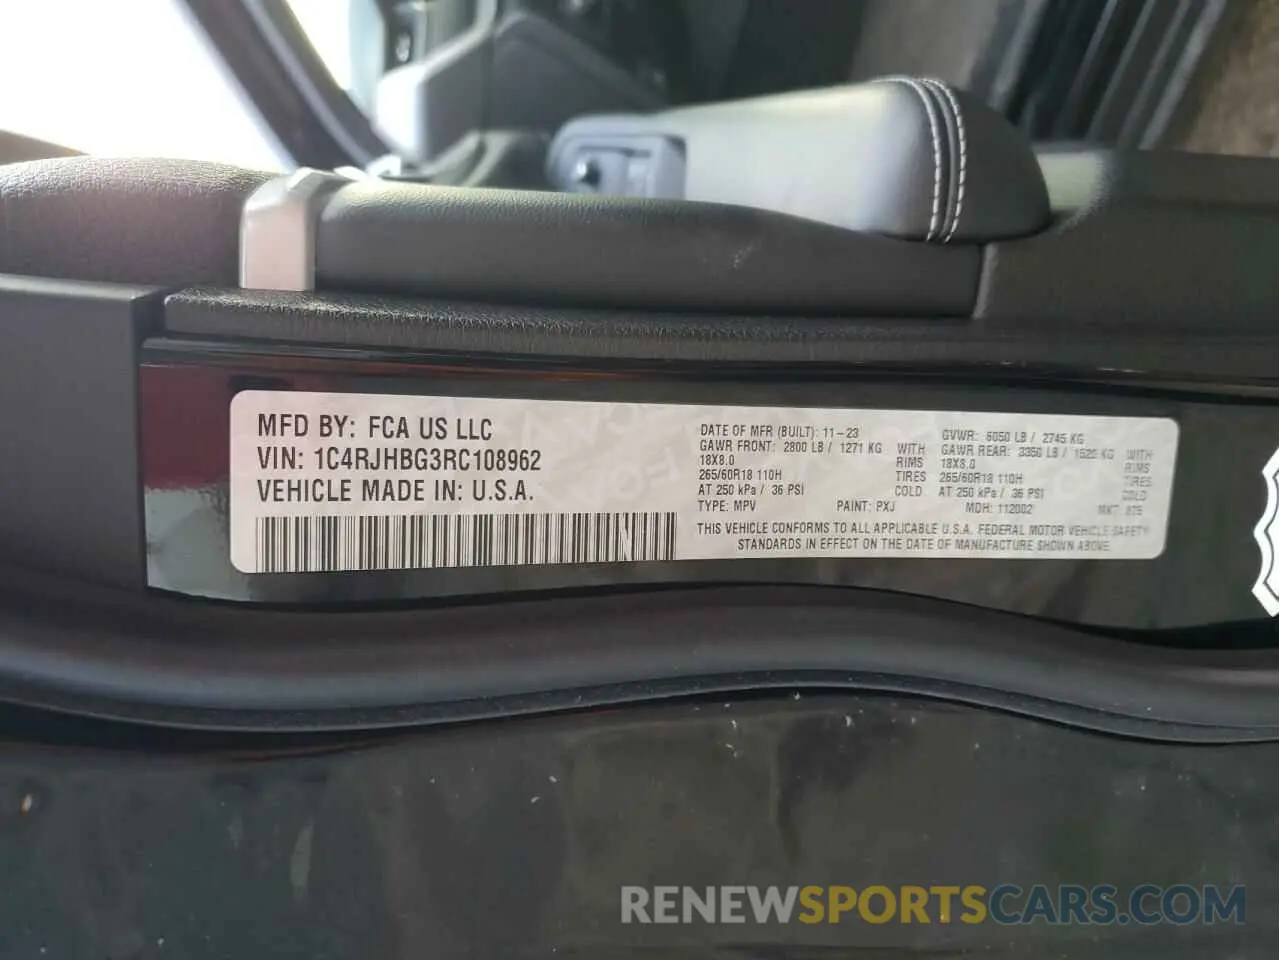 MFD BY: FCA US LLC
VIN: 1C4RJHBG3RC108962
VEHICLE MADE IN: U.S.A.
DATE OF MFR (BUILT): 11-23 GVWR: 6050 LB / 2745 KG
GAWR FRONT: 2800 LB / 1271 KG WITH GAWR REAR: 3350 LB / 1520 KG WITH
18X8.0 RIMS 18X8.0 RIMS
265/60R18 110H TIRES 265/60R18 110H TIRES
AT 250 kPa / 36 PSI COLD AT 250 kPa / 36 PSI COLD
TYPE: MPV PAINT: PXJ MDH: 112002 MKT:
THIS VEHICLE CONFORMS TO ALL APPLICABLE U.S.A. FEDERAL MOTOR VEHICLE SAFETY
STANDARDS IN EFFECT ON THE DATE OF MANUFACTURE SHOWN ABOVE
RENEWSPORTSCARS.COM